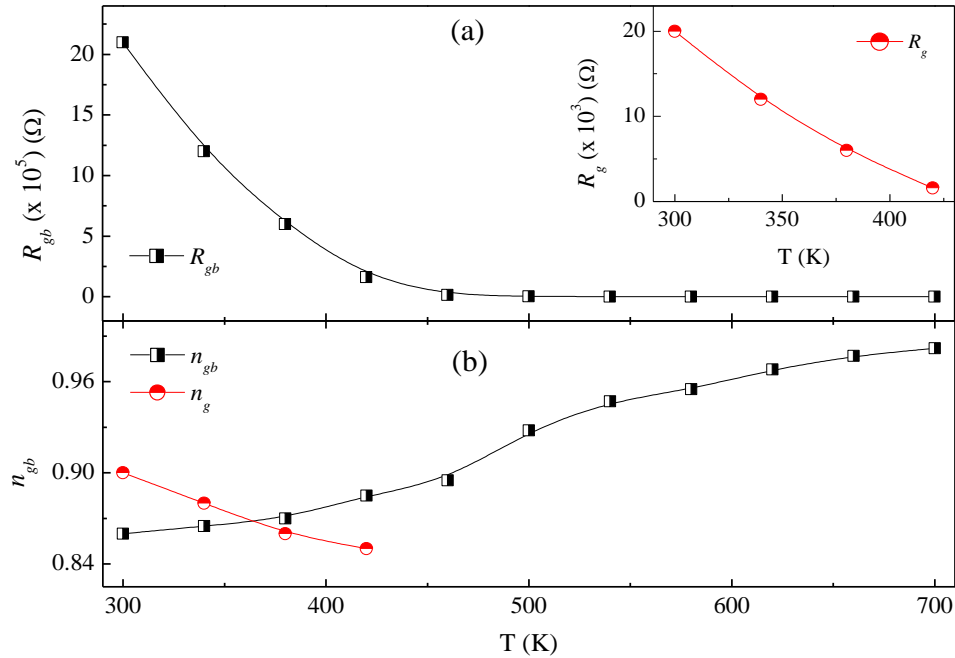 (a)
R_gb (x 10^5) (Ω)
20
15
10
5
0
R_gb
R_g (x 10^3) (Ω)
20
10
0
R_g
300
350
400
T (K)
(b)
n_gb
n_g
n_gb
0.96
0.90
0.84
300
400
500
600
700
T (K)